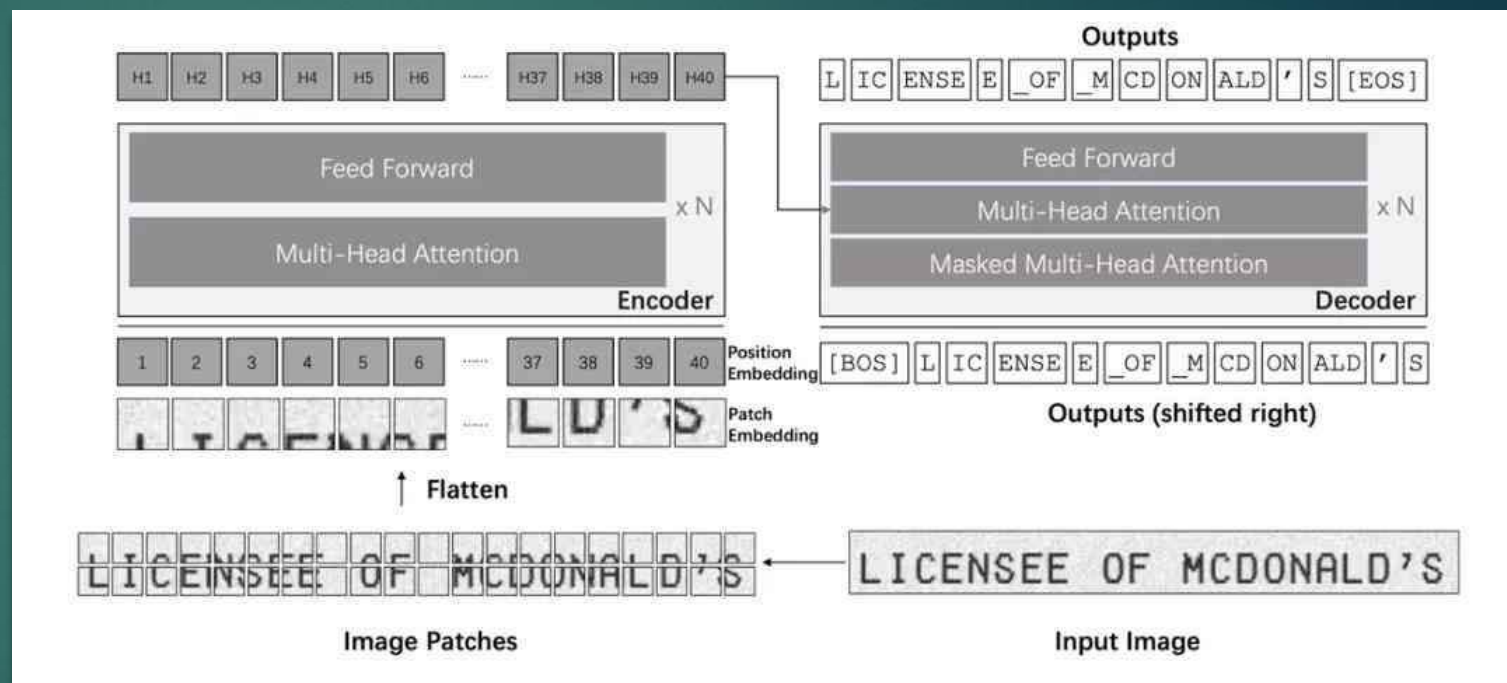 Outputs
H1 H2 H3 H4 H5 H6 ...... H37 H38 H39 H40
L IC ENSE E _OF _M CD ON ALD ' S [EOS]
Feed Forward
Multi-Head Attention
x N
Encoder
Feed Forward
Multi-Head Attention
Masked Multi-Head Attention
x N
Decoder
1 2 3 4 5 6 ...... 37 38 39 40
Position
Embedding
[BOS] L IC ENSE E _OF _M CD ON ALD ' S
Outputs (shifted right)
LICENSE ...... LD'S
Patch
Embedding
Flatten
LICENSEE OF MCDONALD'S
Image Patches
LICENSEE OF MCDONALD'S
Input Image